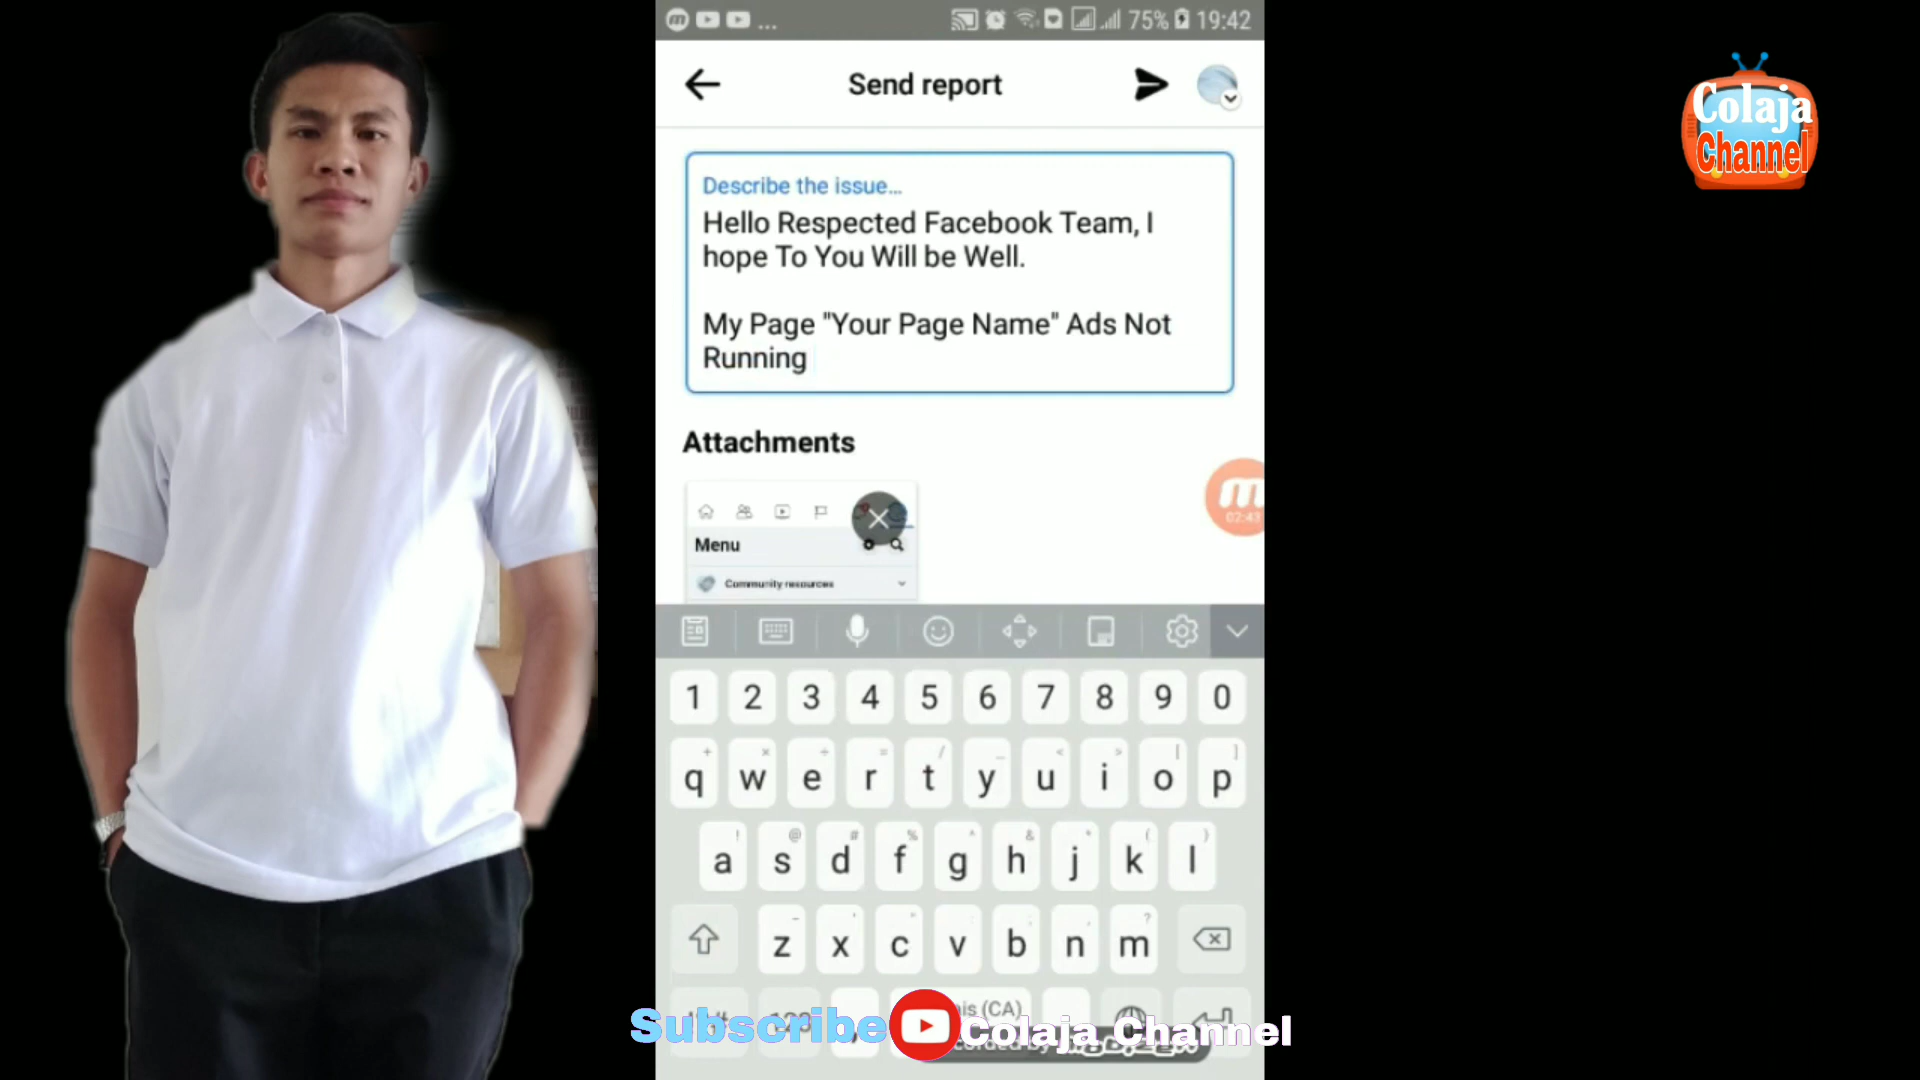 75% 19:42
Send report
Colaja
Channel
Describe the issue...
Hello Respected Facebook Team, I
hope To You Will be Well.
My Page "Your Page Name" Ads Not
Running
Attachments
02:43
Menu
Community resources
1 2 3 4 5 6 7 8 9 0
q w e r t y u i o p
a s d f g h j k l
z x c v b n m
Subscribe
Colaja Channel